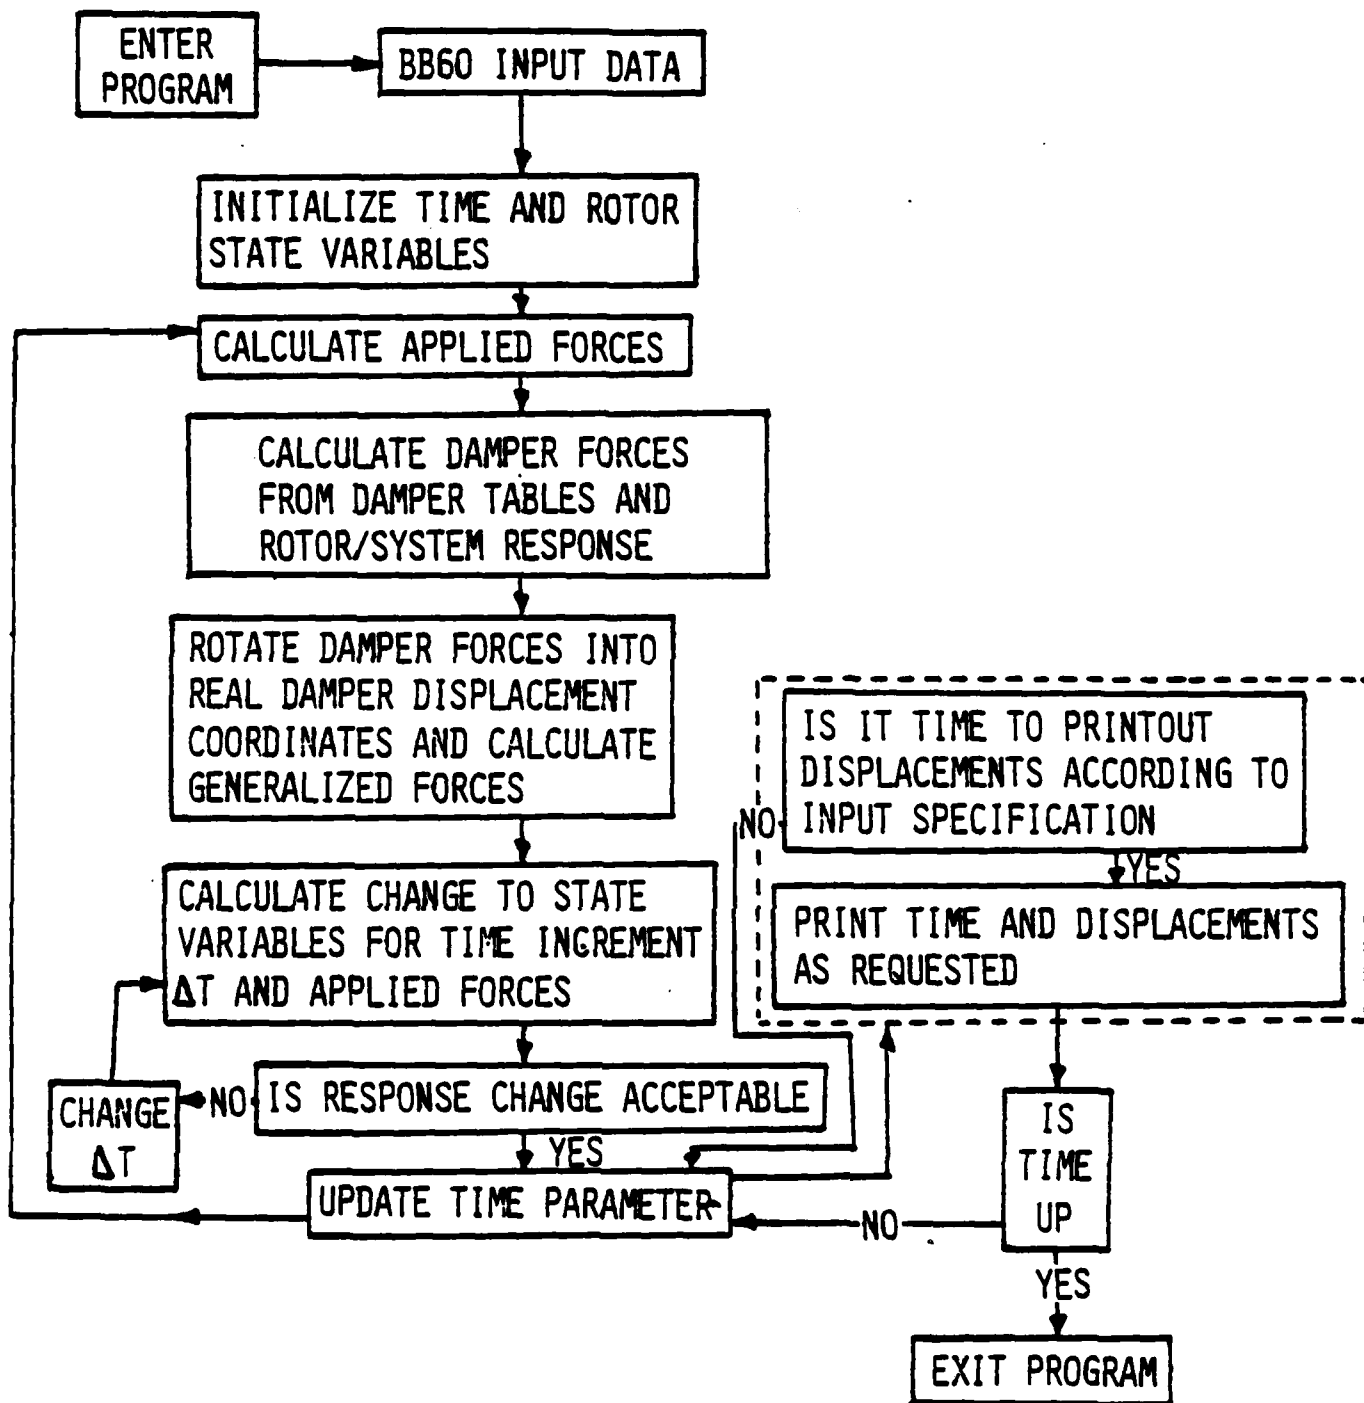 ENTER
PROGRAM
BB60 INPUT DATA
INITIALIZE TIME AND ROTOR
STATE VARIABLES
CALCULATE APPLIED FORCES
CALCULATE DAMPER FORCES
FROM DAMPER TABLES AND
ROTOR/SYSTEM RESPONSE
ROTATE DAMPER FORCES INTO
REAL DAMPER DISPLACEMENT
COORDINATES AND CALCULATE
GENERALIZED FORCES
CALCULATE CHANGE TO STATE
VARIABLES FOR TIME INCREMENT
ΔT AND APPLIED FORCES
IS RESPONSE CHANGE ACCEPTABLE
NO
CHANGE
ΔT
YES
UPDATE TIME PARAMETER
IS IT TIME TO PRINTOUT
DISPLACEMENTS ACCORDING TO
INPUT SPECIFICATION
NO
YES
PRINT TIME AND DISPLACEMENTS
AS REQUESTED
IS
TIME
UP
NO
YES
EXIT PROGRAM